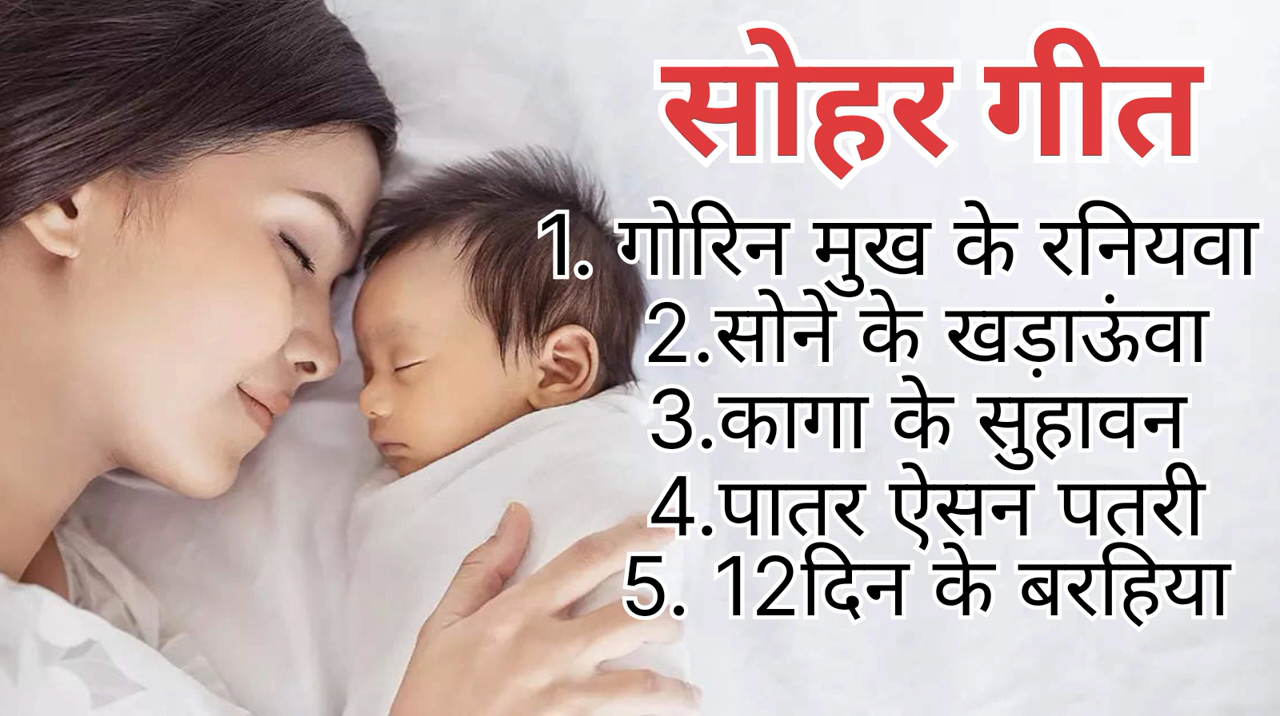 सोहर गीत
1. गोरिन मुख के रनियवा
2.सोने के खड़ाऊंवा
3.कागा के सुहावन
4.पातर ऐसन पतरी
5. 12दिन के बरहिया